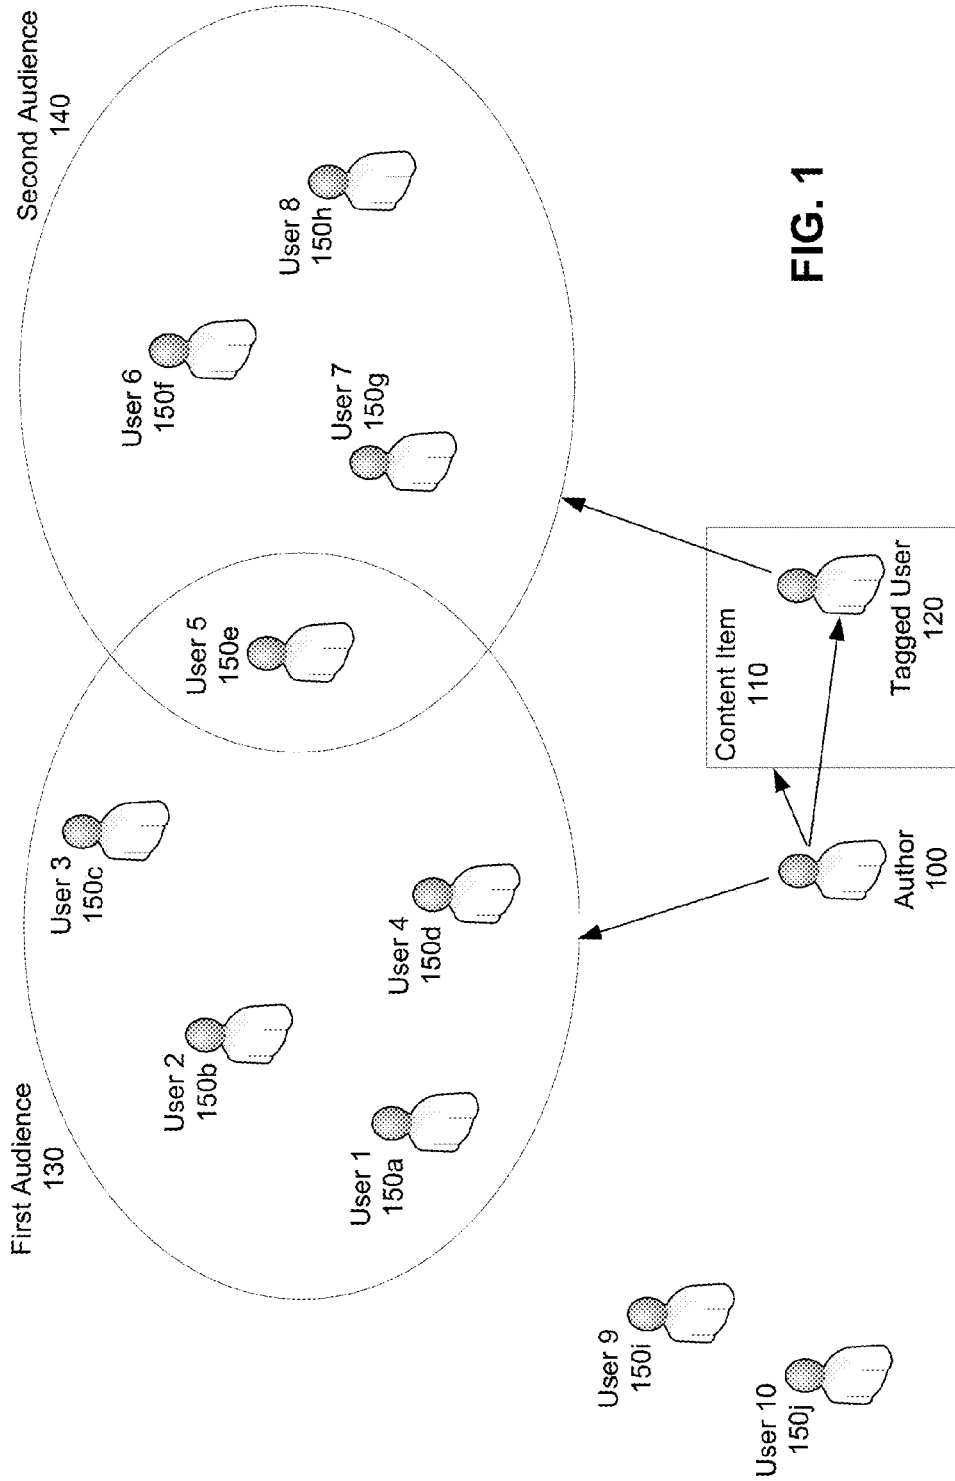 First Audience
130
Second Audience
140
User 3
150c
User 6
150f
User 2
150b
User 5
150e
User 8
150h
User 1
150a
User 4
150d
User 7
150g
User 9
150i
Content Item
110
User 10
150j
Author
100
Tagged User
120
FIG. 1